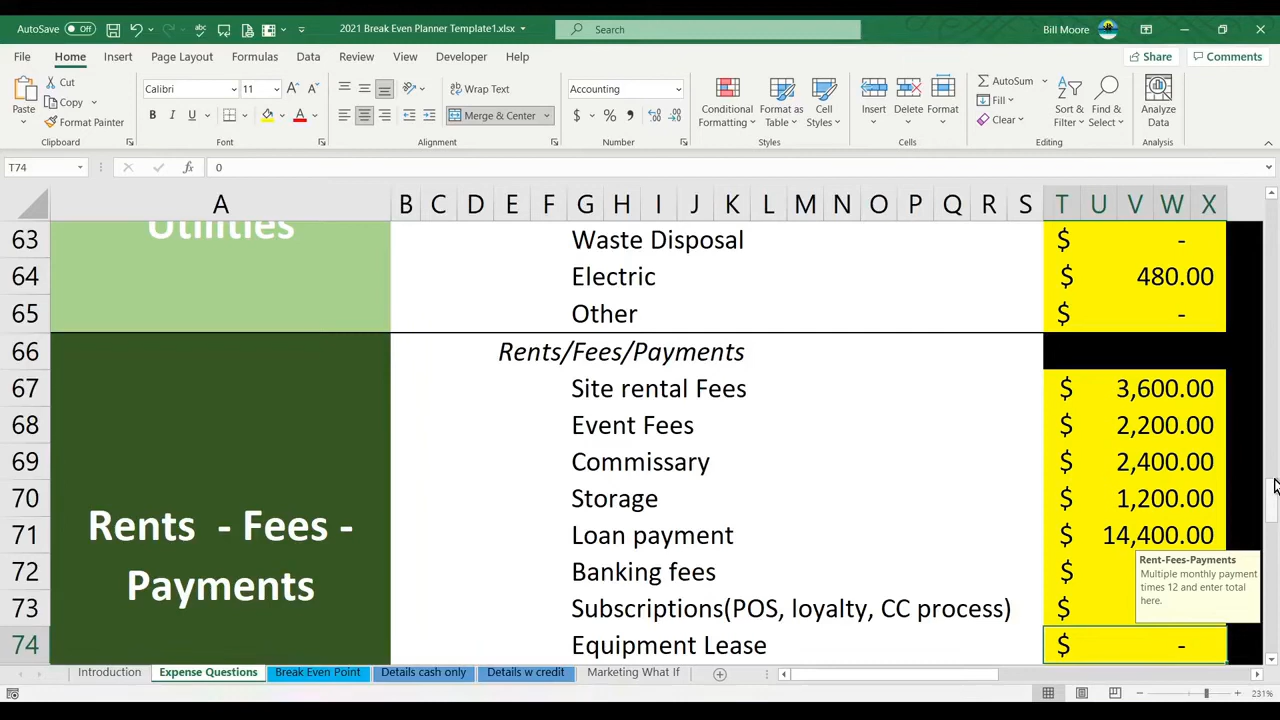 AutoSave Off 2021 Break Even Planner Template1.xlsx Search Bill Moore
File Home Insert Page Layout Formulas Data Review View Developer Help Share Comments
Paste Cut Copy Format Painter Clipboard
Calibri 11 A A B I U A Font
Wrap Text Merge & Center Alignment
Accounting $ % , Number
Conditional Formatting Format as Table Cell Styles Styles
Insert Delete Format Cells
AutoSum Fill Clear Sort & Filter Find & Select Editing
Analyze Data Analysis
T74 fx 0
A B C D E F G H I J K L M N O P Q R S T U V W X
Utilities
63 Waste Disposal $ -
64 Electric $ 480.00
65 Other $ -
66 Rents/Fees/Payments
67 Site rental Fees $ 3,600.00
68 Event Fees $ 2,200.00
69 Commissary $ 2,400.00
70 Storage $ 1,200.00
Rents - Fees -
Payments
71 Loan payment $ 14,400.00
72 Banking fees $
73 Subscriptions(POS, loyalty, CC process) $
74 Equipment Lease $ -
Rent-Fees-Payments
Multiple monthly payment
times 12 and enter total
here.
Introduction Expense Questions Break Even Point Details cash only Details w credit Marketing What If
231%